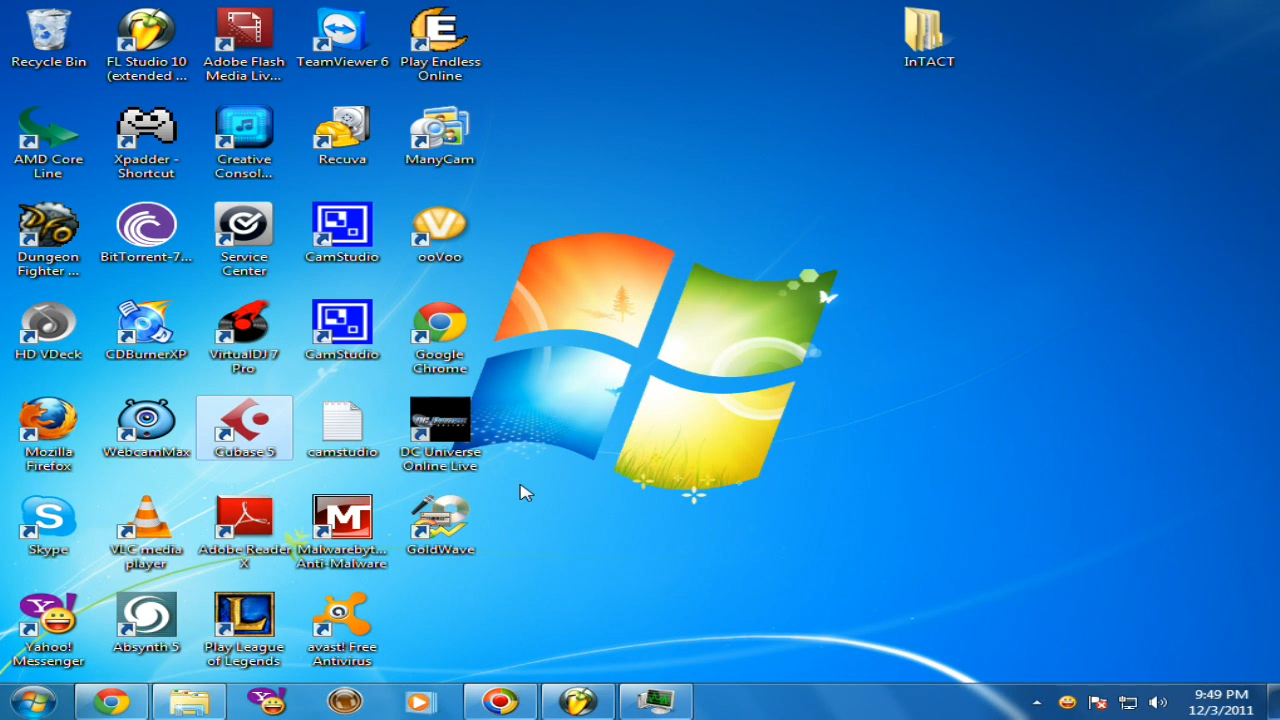 Recycle Bin
FL Studio 10
(extended ...
Adobe Flash
Media Liv...
TeamViewer 6
Play Endless
Online
InTACT
AMD Core
Line
Xpadder -
Shortcut
Creative
Consol...
Recuva
ManyCam
Dungeon
Fighter ...
BitTorrent-7...
Service
Center
CamStudio
ooVoo
HD VDeck
CDBurnerXP
VirtualDJ 7
Pro
CamStudio
Google
Chrome
Mozilla
Firefox
WebcamMax
Cubase 5
camstudio
DC Universe
Online Live
Skype
VLC media
player
Adobe Reader
X
Malwarebyt...
Anti-Malware
GoldWave
Yahoo!
Messenger
Absynth 5
Play League
of Legends
avast! Free
Antivirus
9:49 PM
12/3/2011